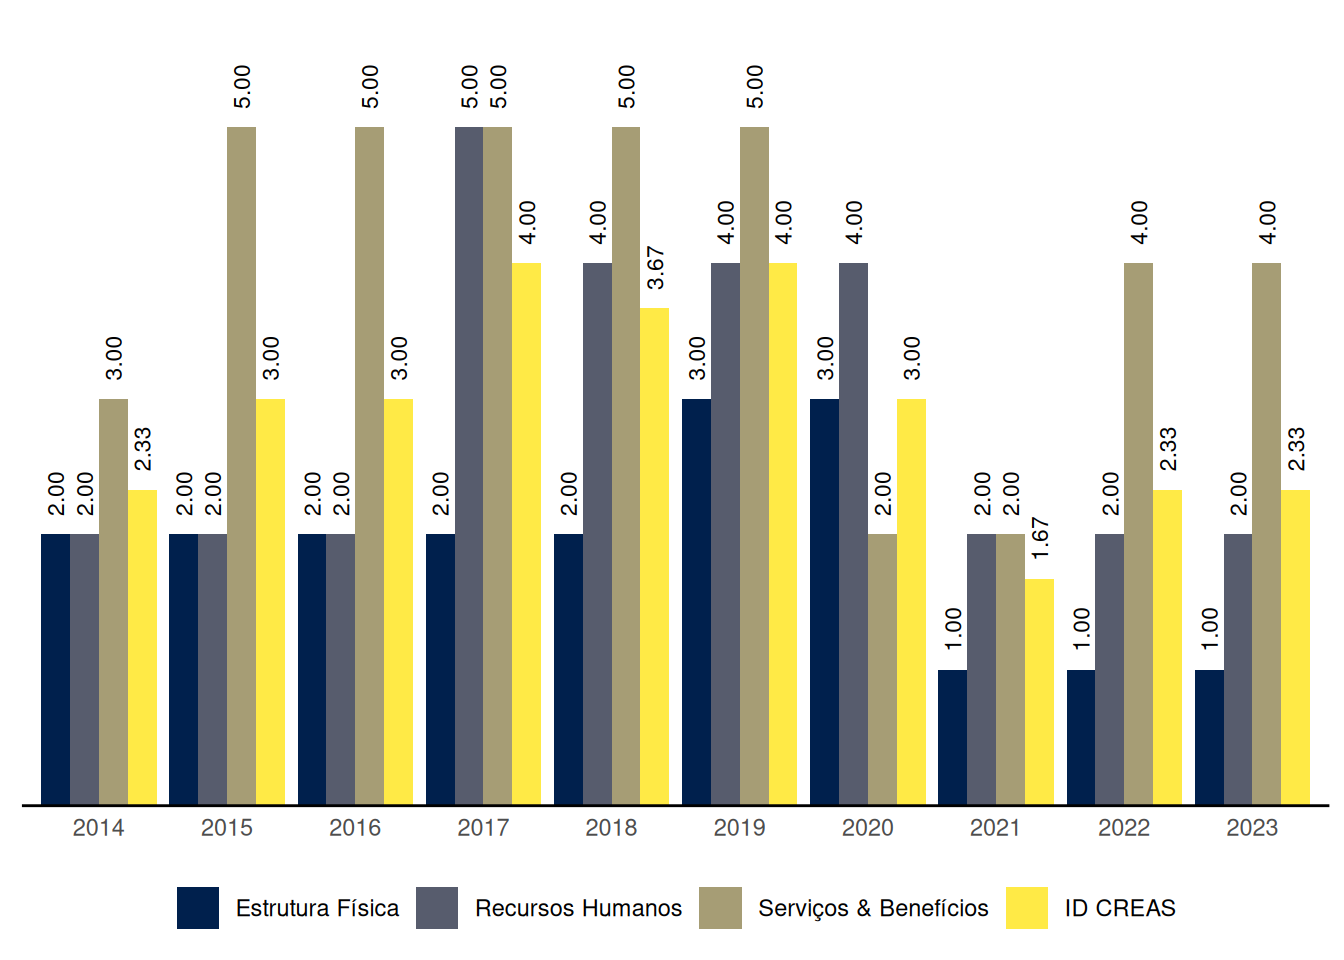 5.00 5.00 5.00 5.00 5.00 5.00
4.00 4.00 4.00 4.00 4.00 4.00 4.00
3.67
3.00 3.00 3.00 3.00 3.00 3.00
2.33 2.33 2.33
2.00 2.00 2.00 2.00 2.00 2.00 2.00 2.00 2.00 2.00 2.00 2.00 2.00
1.67
1.00 1.00 1.00
2014 2015 2016 2017 2018 2019 2020 2021 2022 2023
Estrutura Física Recursos Humanos Serviços & Benefícios ID CREAS